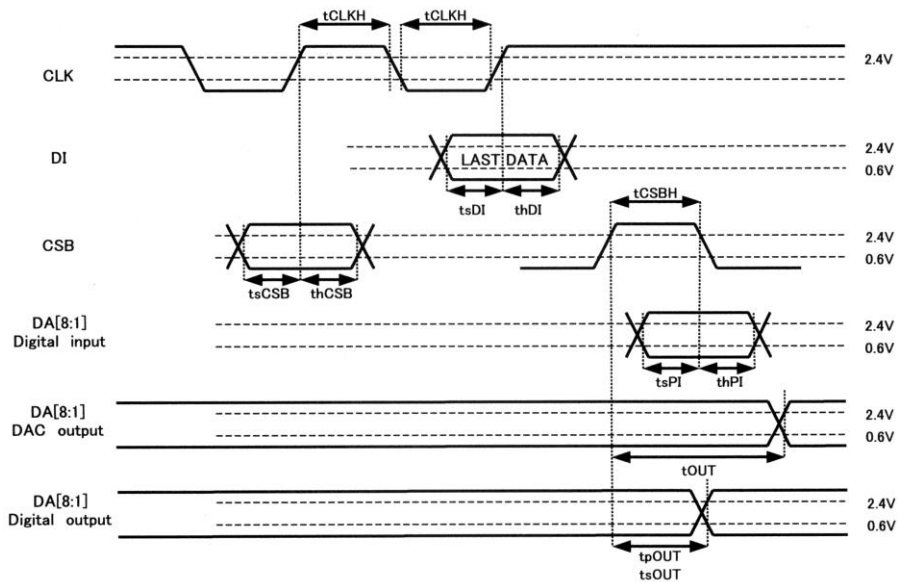 tCLKH tCLKH
CLK
2.4V
DI
2.4V
LAST DATA
0.6V
tsDI thDI
tCSBH
CSB
2.4V
0.6V
tsCSB thCSB
DA[8:1]
Digital input
2.4V
0.6V
tsPI thPI
DA[8:1]
DAC output
2.4V
0.6V
tOUT
DA[8:1]
Digital output
2.4V
0.6V
tpOUT
tsOUT